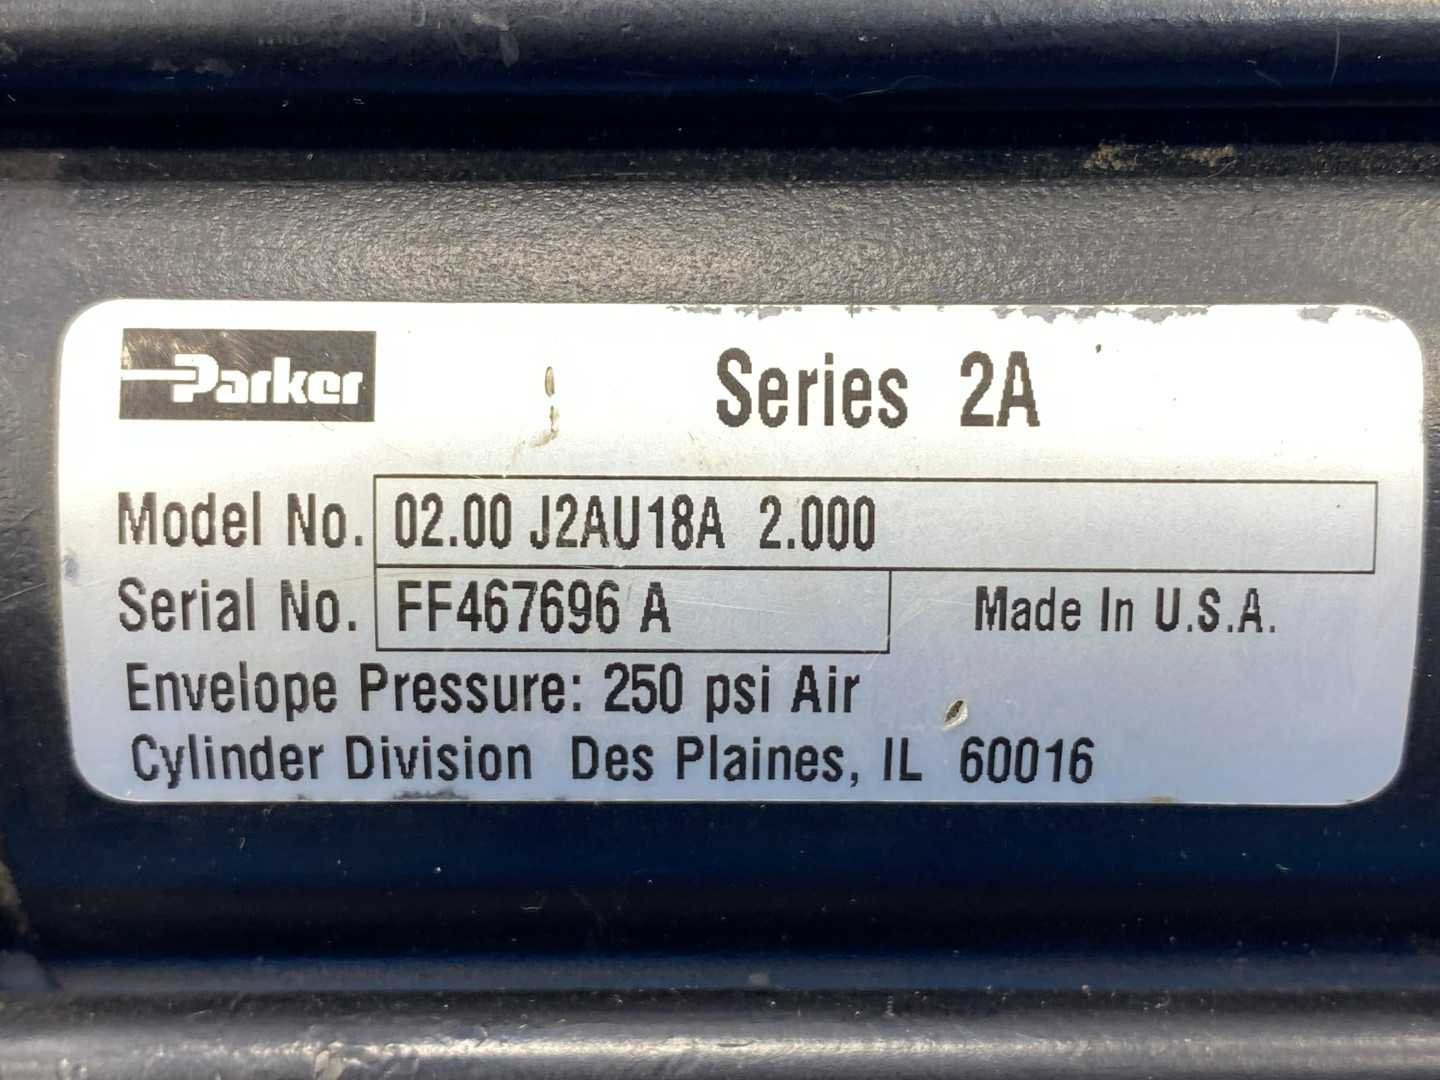 Parker
Series 2A
Model No. 02.00 J2AU18A 2.000
Serial No. FF467696 A Made In U.S.A.
Envelope Pressure: 250 psi Air
Cylinder Division Des Plaines, IL 60016